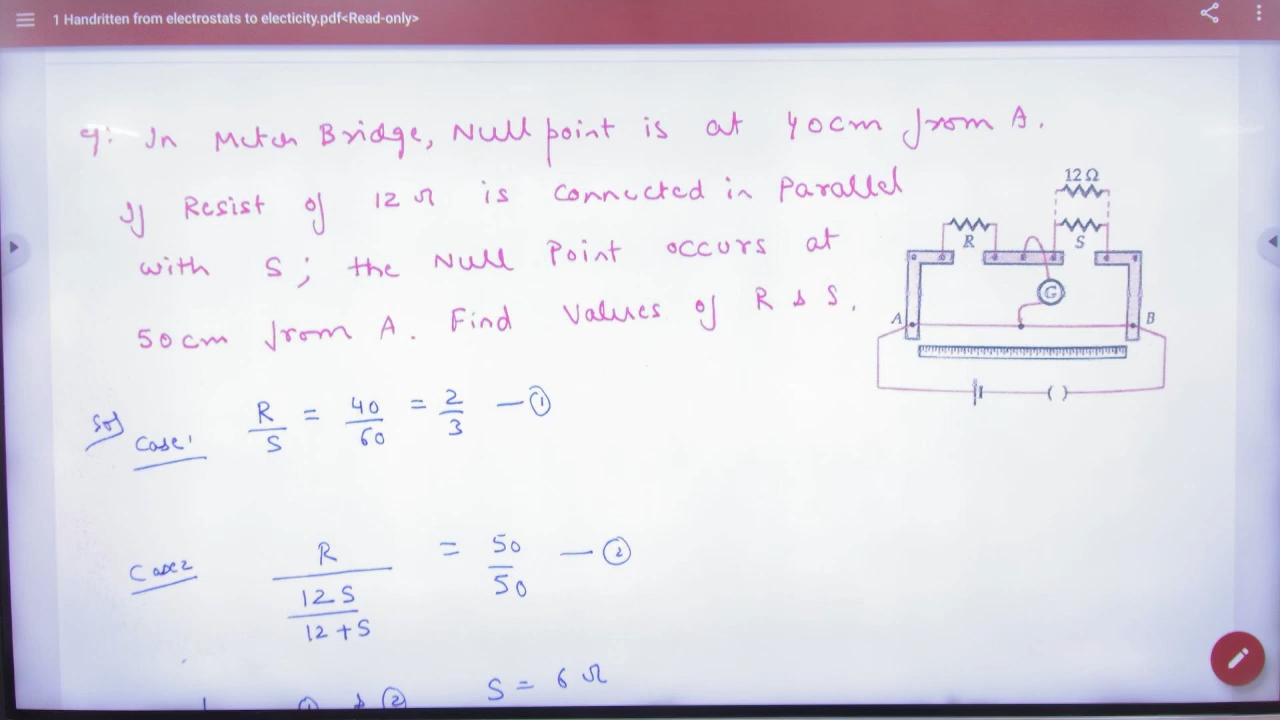 1 Handritten from electrostats to electicity.pdf<Read-only>
q: In Meter Bridge, Null point is at 40cm from A.
If Resist of 12 Ω is connected in Parallel
with S; the Null Point occurs at
50cm from A. Find Values of R & S.
12 Ω
R
S
G
A
B
Sol
Case 1
R/S = 40/60 = 2/3 — ①
Case 2
R / (12S / 12+S) = 50/50 — ②
① & ② S = 6 Ω